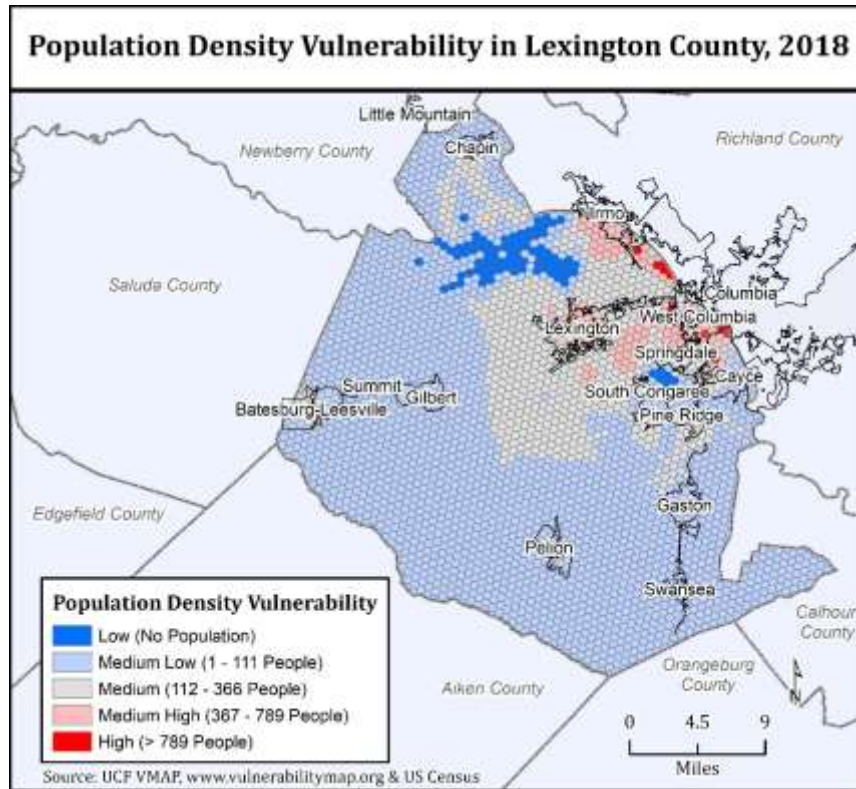 Population Density Vulnerability in Lexington County, 2018
Little Mountain
Newberry County
Chapin
Richland County
Irmo
Saluda County
Columbia
West Columbia
Lexington
Springdale
Summit
Gilbert
South Congaree
Cayce
Batesburg-Leesville
Pine Ridge
Edgefield County
Gaston
Pelion
Swansea
Population Density Vulnerability
Low (No Population)
Medium Low (1 - 111 People)
Medium (112 - 366 People)
Medium High (367 - 789 People)
High (> 789 People)
Calhoun
County
Orangeburg
County
Aiken County
N
0 4.5 9
Miles
Source: UCF VMAP, www.vulnerabilitymap.org & US Census